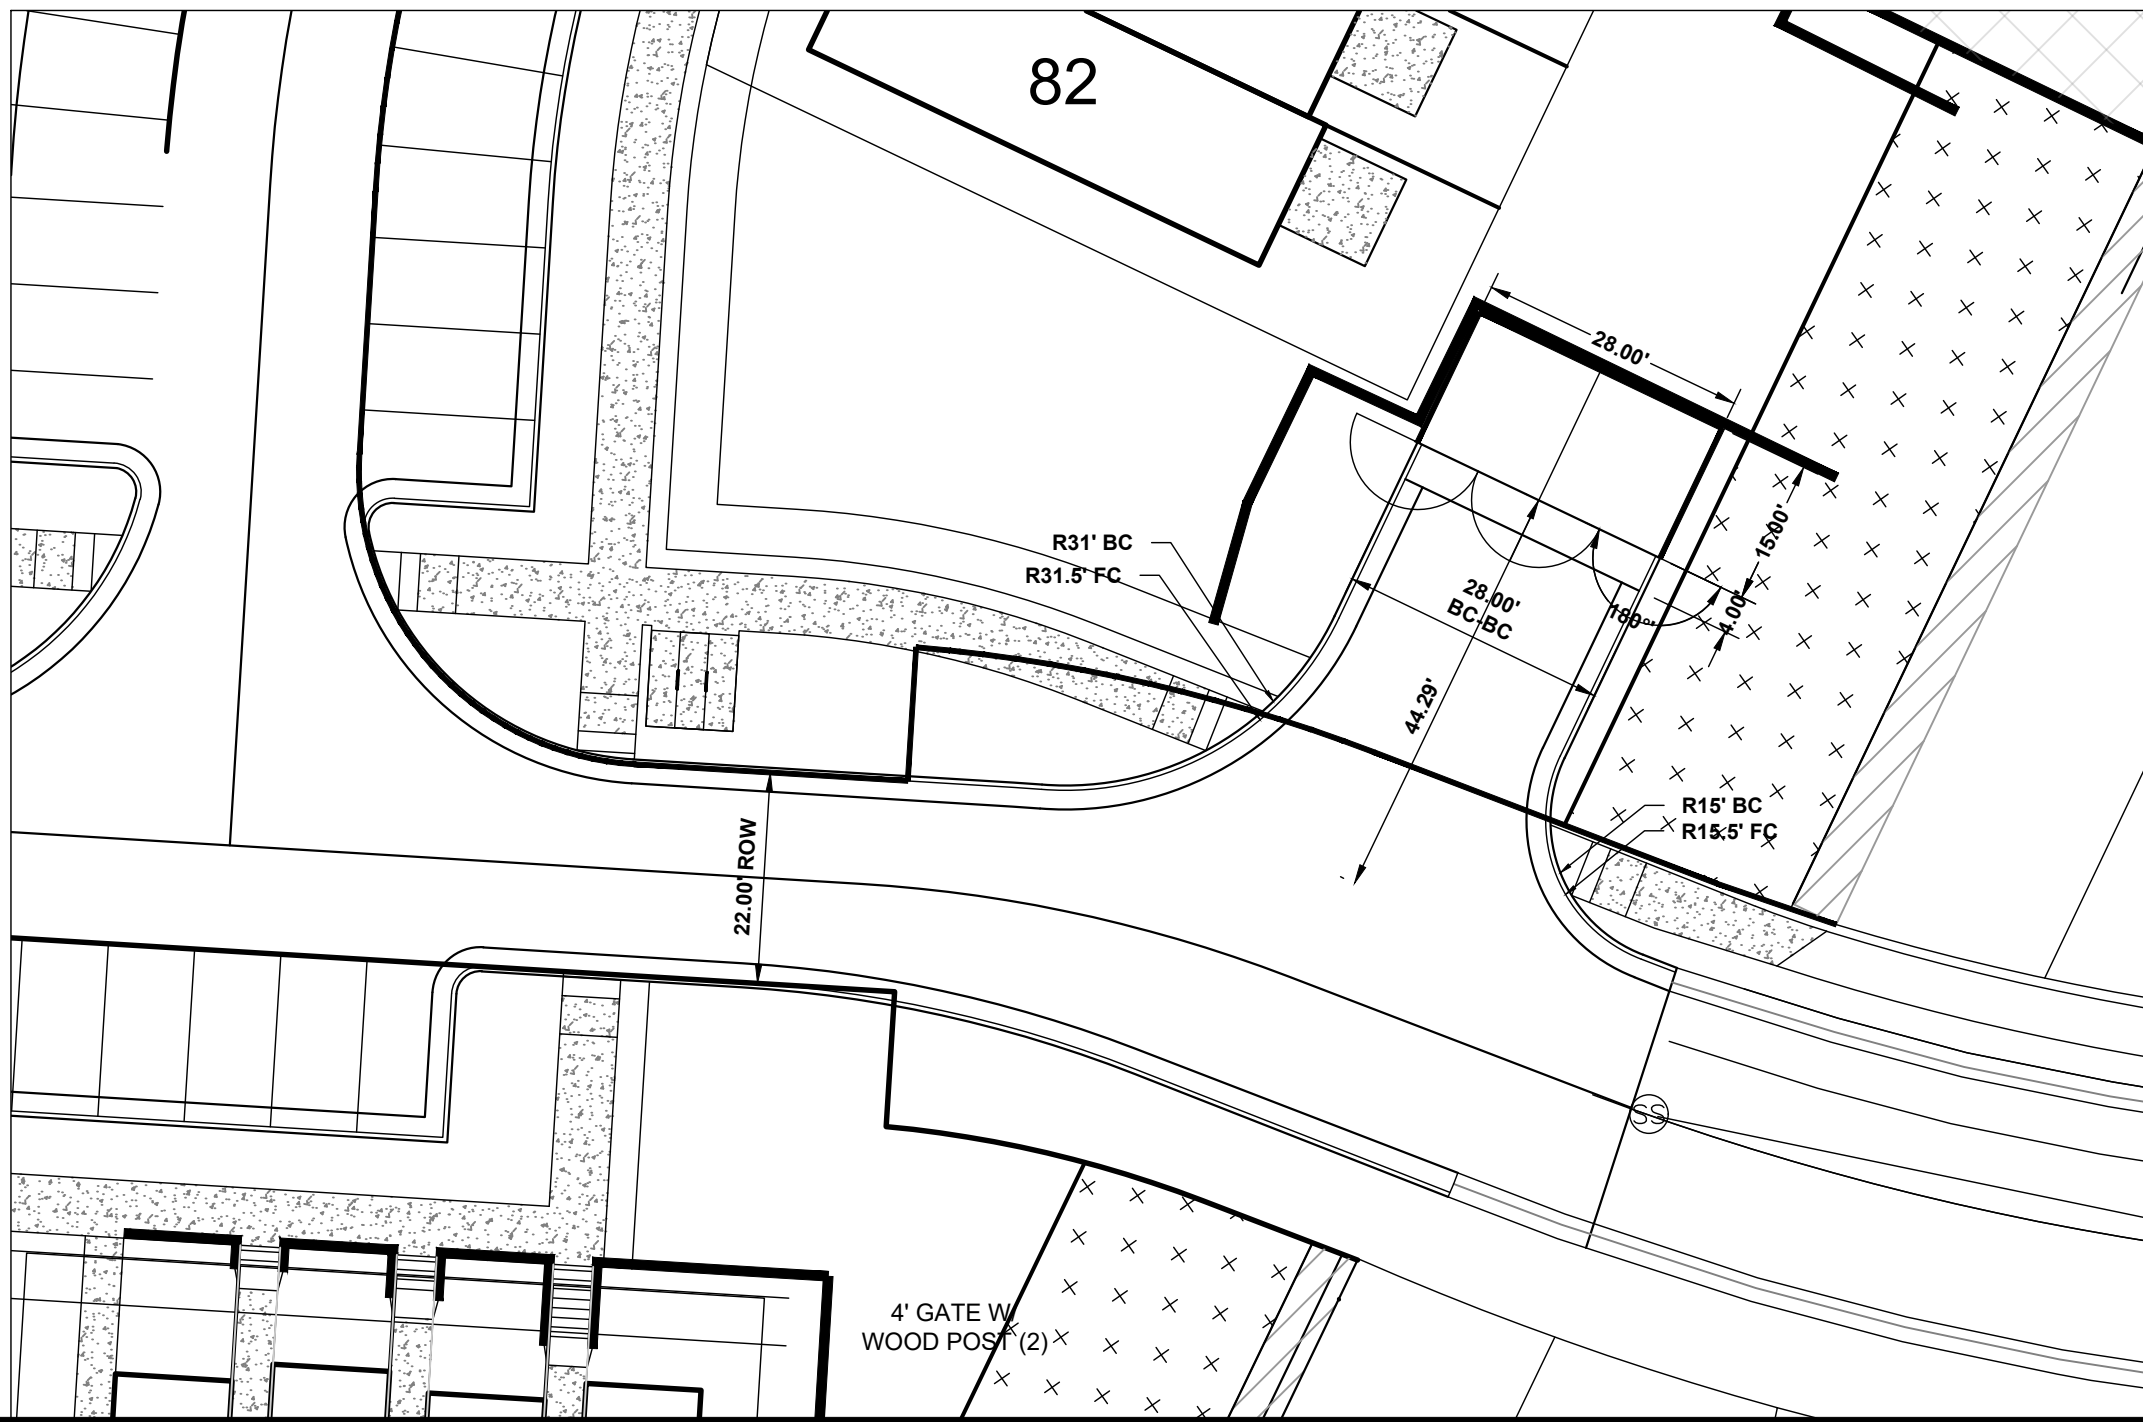 82
28.00'
R31' BC
R31.5' FC
15.00'
28.00'
BC-BC
180°
4.00'
44.29'
R15' BC
R15.5' FC
22.00' ROW
SS
4' GATE W/
WOOD POST (2)